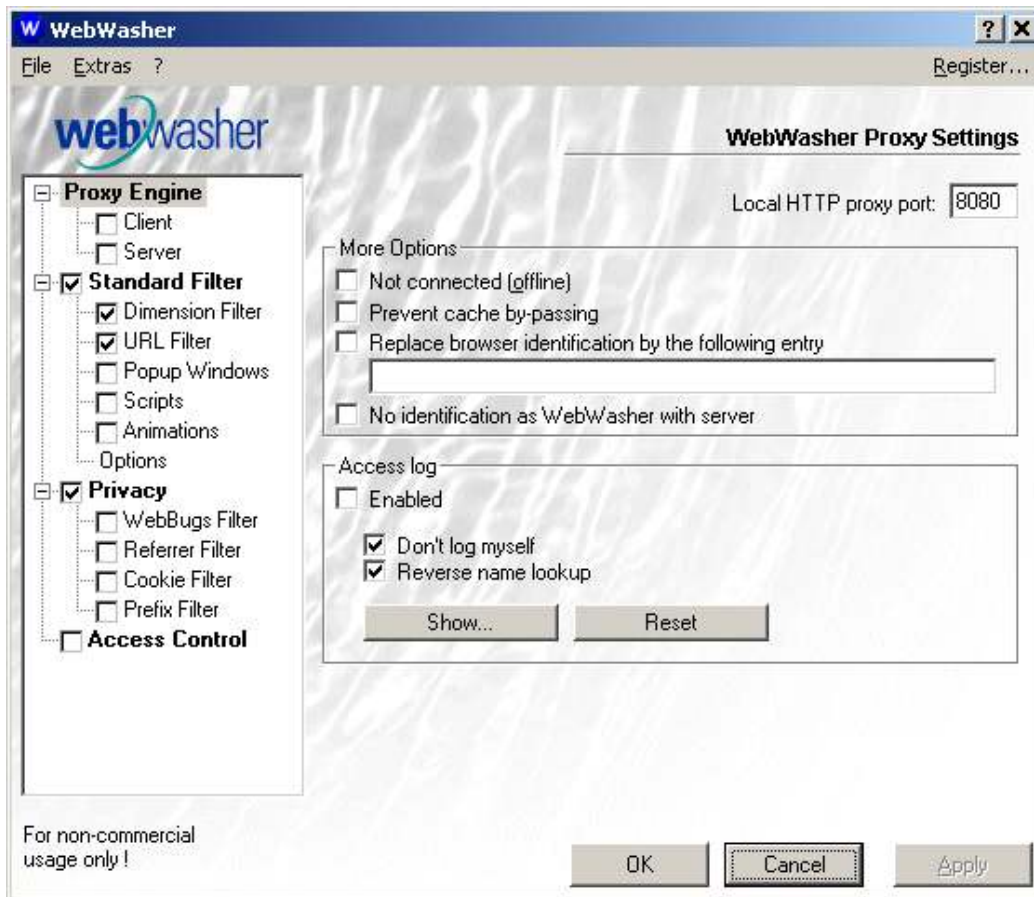 W WebWasher
? X
File Extras ? Register...
webwasher
WebWasher Proxy Settings
Local HTTP proxy port: 8080
Proxy Engine
Client
Server
Standard Filter
Dimension Filter
URL Filter
Popup Windows
Scripts
Animations
Options
Privacy
WebBugs Filter
Referrer Filter
Cookie Filter
Prefix Filter
Access Control
More Options
Not connected (offline)
Prevent cache by-passing
Replace browser identification by the following entry
No identification as WebWasher with server
Access log
Enabled
Don't log myself
Reverse name lookup
Show... Reset
For non-commercial
usage only !
OK Cancel Apply